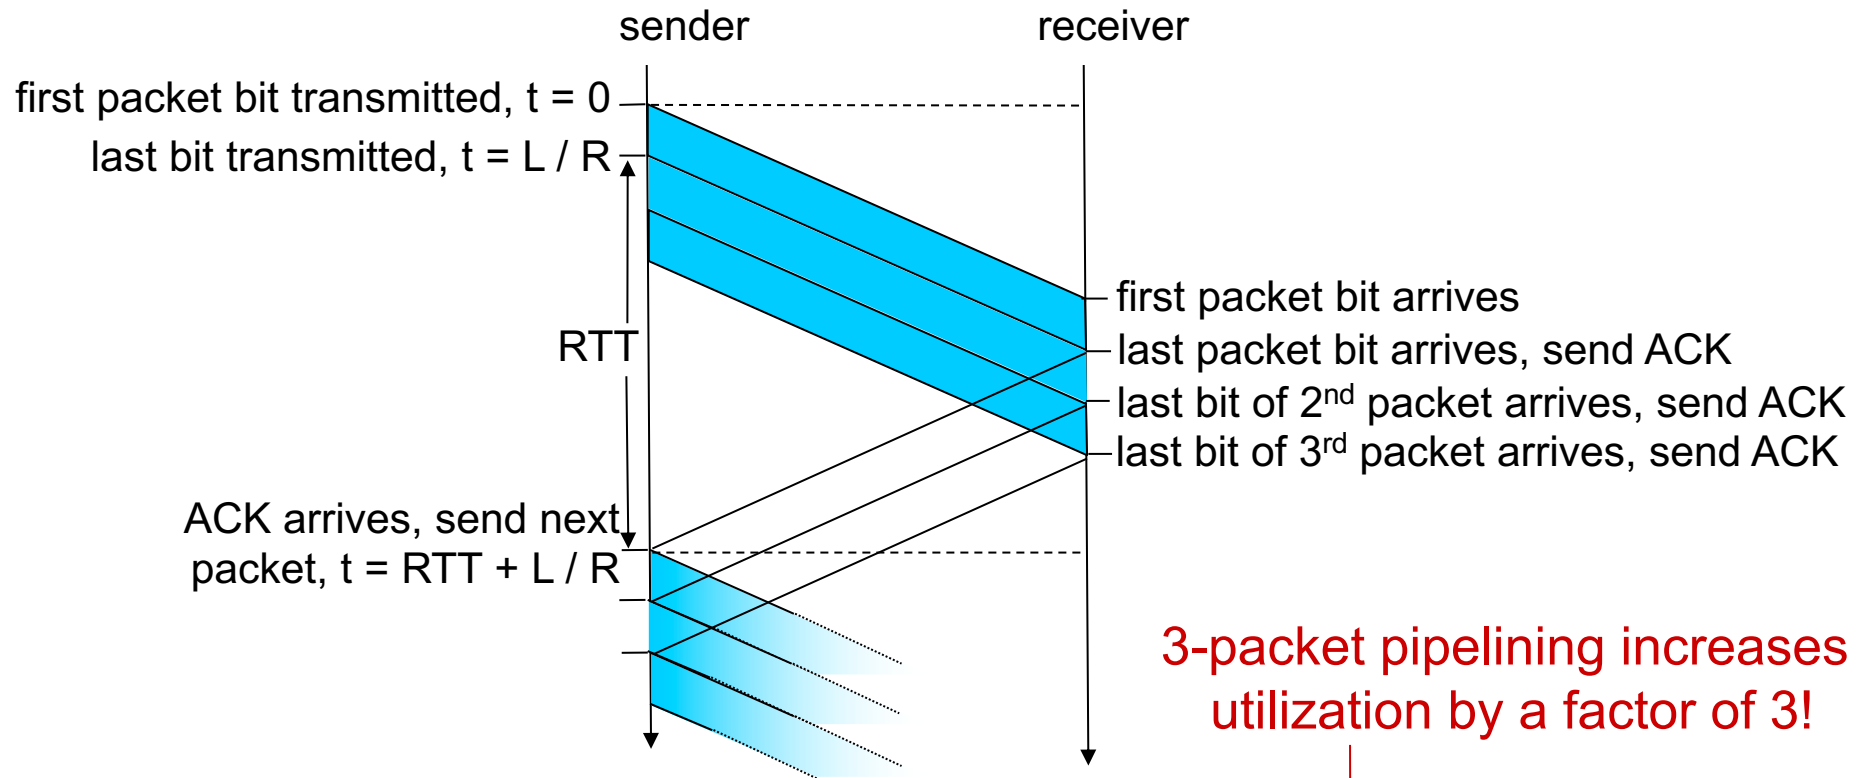 sender
receiver
first packet bit transmitted, t = 0
last bit transmitted, t = L / R
RTT
first packet bit arrives
last packet bit arrives, send ACK
last bit of 2nd packet arrives, send ACK
last bit of 3rd packet arrives, send ACK
ACK arrives, send next
packet, t = RTT + L / R
3-packet pipelining increases
utilization by a factor of 3!